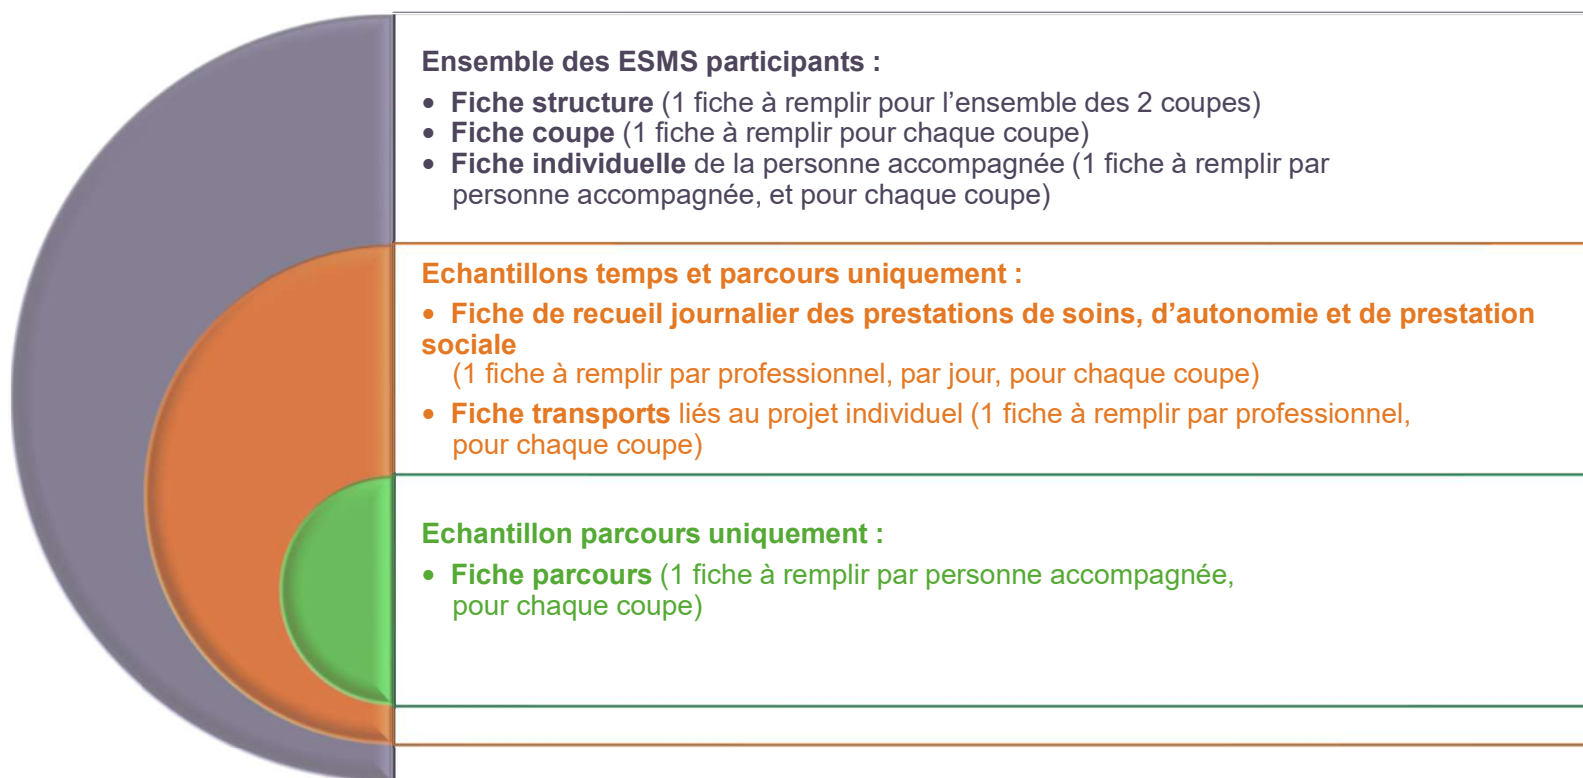 Ensemble des ESMS participants :
• Fiche structure (1 fiche à remplir pour l’ensemble des 2 coupes)
• Fiche coupe (1 fiche à remplir pour chaque coupe)
• Fiche individuelle de la personne accompagnée (1 fiche à remplir par
personne accompagnée, et pour chaque coupe)
Echantillons temps et parcours uniquement :
• Fiche de recueil journalier des prestations de soins, d’autonomie et de prestation
sociale
(1 fiche à remplir par professionnel, par jour, pour chaque coupe)
• Fiche transports liés au projet individuel (1 fiche à remplir par professionnel,
pour chaque coupe)
Echantillon parcours uniquement :
• Fiche parcours (1 fiche à remplir par personne accompagnée,
pour chaque coupe)